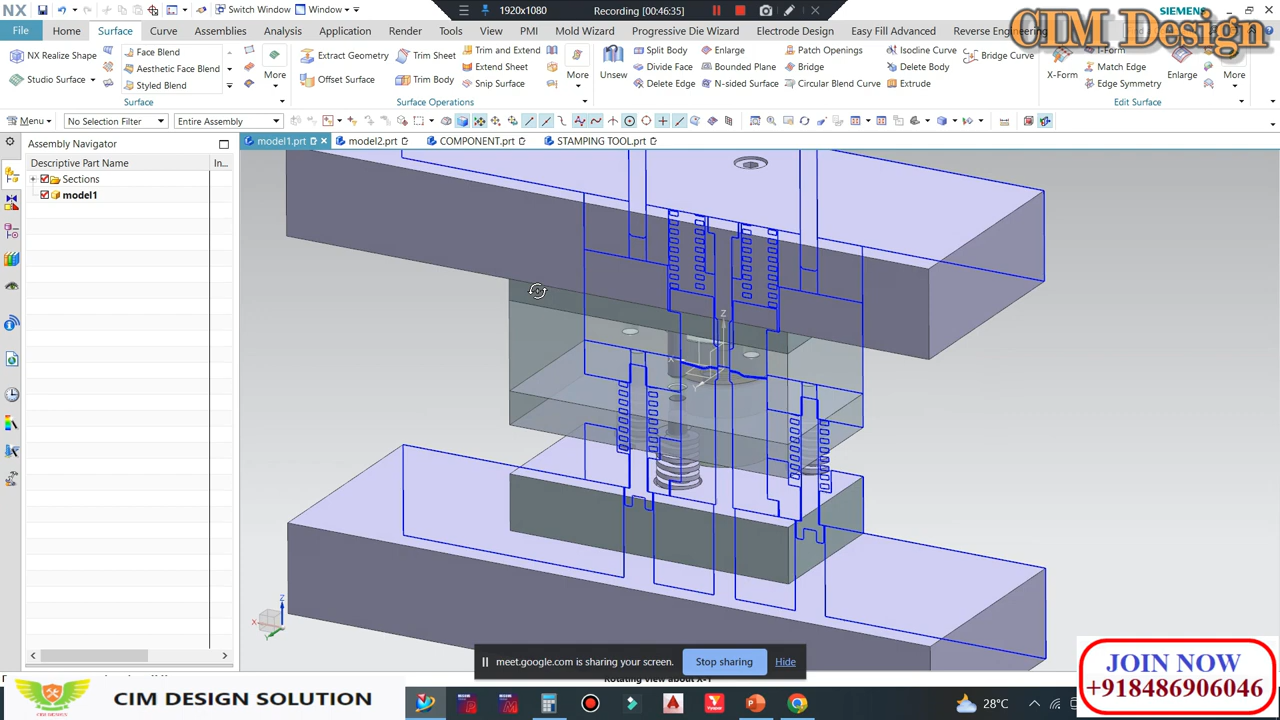 NX
Switch Window
Window
1920x1080
Recording [00:46:35]
SIEMENS
CIM Design
File
Home
Surface
Curve
Assemblies
Analysis
Render
Tools
View
PMI
Application
Mold Wizard
Progressive Die Wizard
Electrode Design
Easy Fill Advanced
Reverse Engineering
NX Realize Shape
Studio Surface
Face Blend
Aesthetic Face Blend
Styled Blend
More
Surface
Extract Geometry
Offset Surface
Trim Sheet
Trim Body
Trim and Extend
Extend Sheet
Snip Surface
More
Surface Operations
Unsew
Split Body
Divide Face
Delete Edge
Enlarge
Bounded Plane
N-sided Surface
Patch Openings
Bridge
Circular Blend Curve
Isocline Curve
Delete Body
Extrude
Bridge Curve
X-Form
I-Form
Match Edge
Edge Symmetry
Enlarge
More
Edit Surface
Menu
No Selection Filter
Entire Assembly
Assembly Navigator
model1.prt
model2.prt
COMPONENT.prt
STAMPING TOOL.prt
Descriptive Part Name
In...
Sections
model1
Z
X
Y
Z
X
Y
meet.google.com is sharing your screen.
Stop sharing
Hide
Rotating view about X-Y
CIM DESIGN SOLUTION
28°C
JOIN NOW
+918486906046